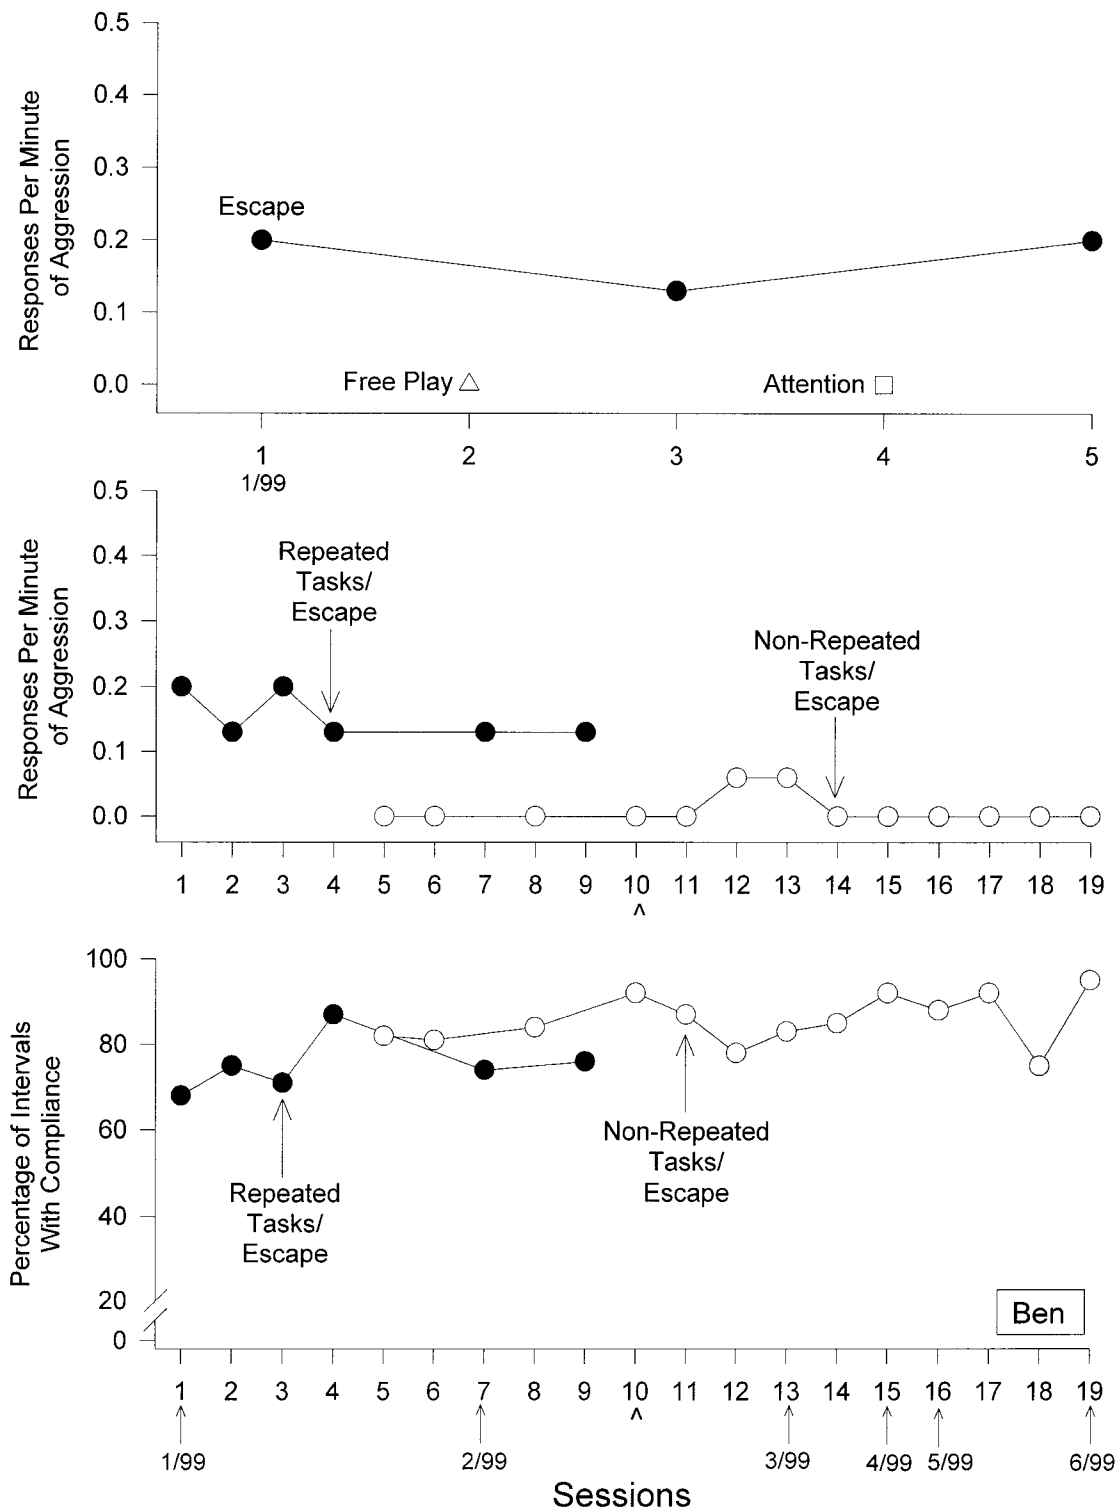 0.5
0.4
0.3
0.2
0.1
0.0
Responses Per Minute
of Aggression
Escape
Free Play
Attention
1 2 3 4 5
1/99
0.5
0.4
0.3
0.2
0.1
0.0
Responses Per Minute
of Aggression
Repeated
Tasks/
Escape
Non-Repeated
Tasks/
Escape
1 2 3 4 5 6 7 8 9 10 11 12 13 14 15 16 17 18 19
^
100
80
60
40
20
0
Percentage of Intervals
With Compliance
Repeated
Tasks/
Escape
Non-Repeated
Tasks/
Escape
Ben
1 2 3 4 5 6 7 8 9 10 11 12 13 14 15 16 17 18 19
^
1/99 2/99 3/99 4/99 5/99 6/99
Sessions